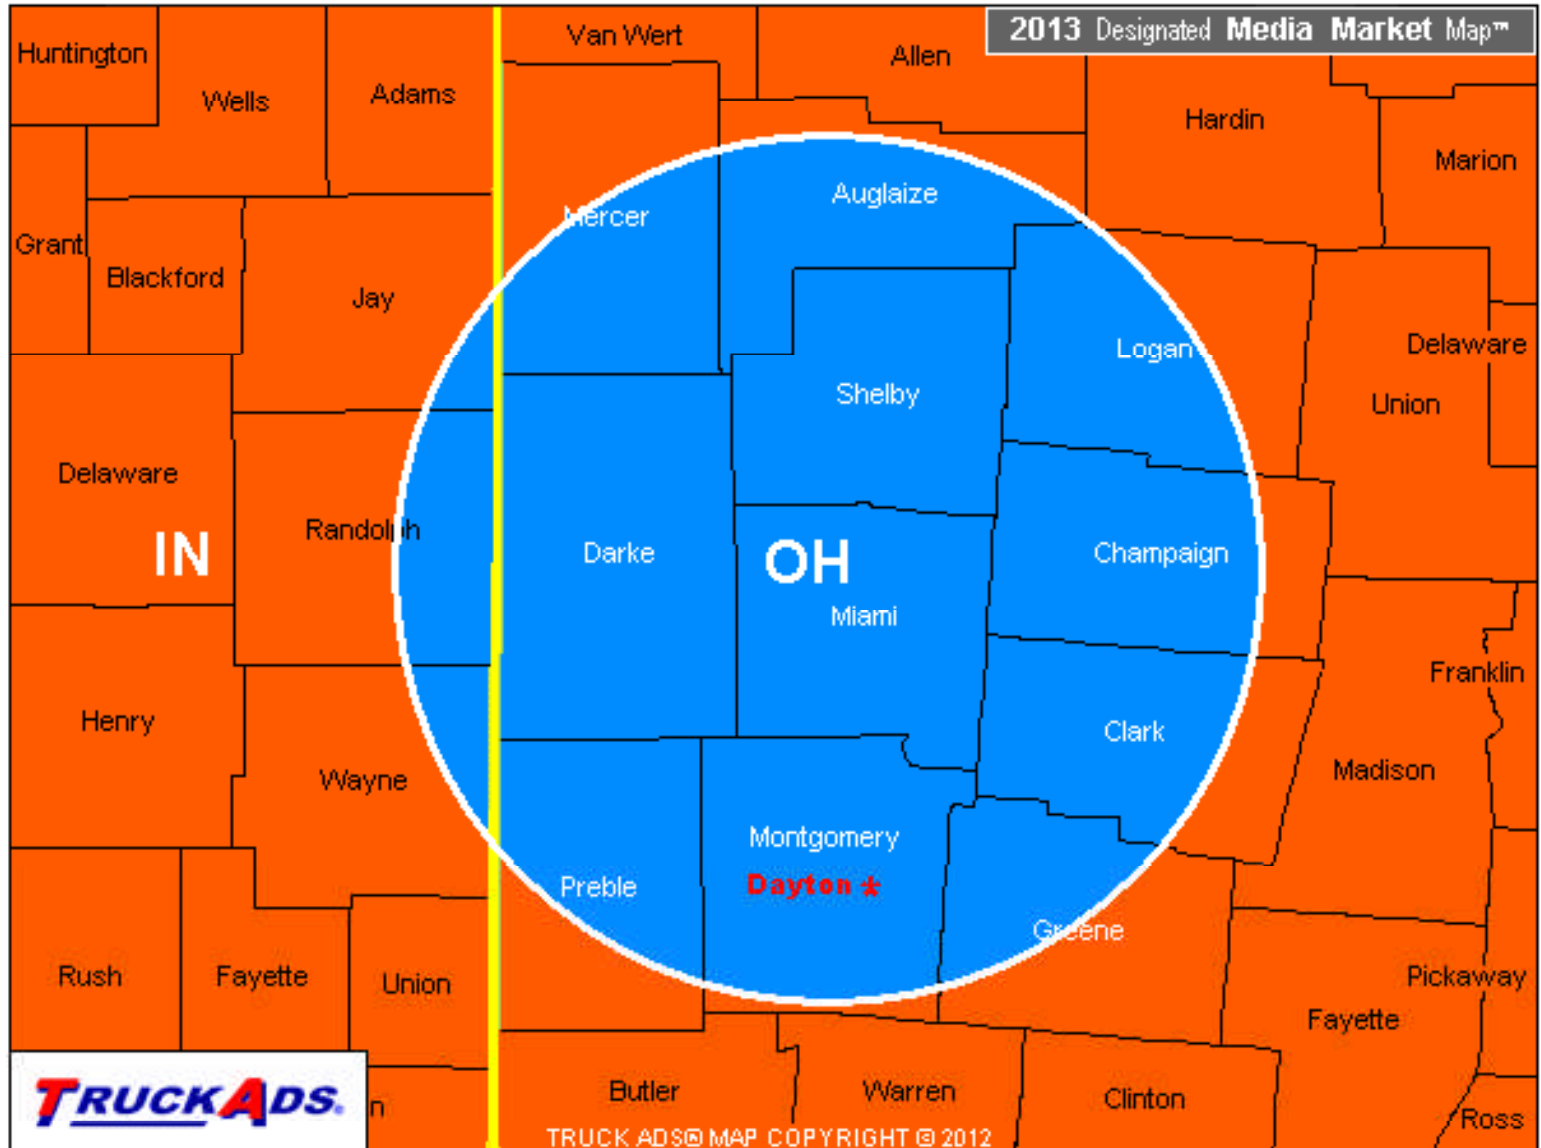 2013 Designated Media Market Map™
Van Wert
Huntington
Allen
Wells
Adams
Hardin
Marion
Auglaize
Mercer
Grant
Blackford
Jay
Logan
Delaware
Shelby
Union
Delaware
Randolph
IN
Darke
OH
Champaign
Miami
Franklin
Henry
Clark
Wayne
Madison
Montgomery
Preble
Dayton *
Greene
Rush
Fayette
Union
Pickaway
Fayette
Butler
Warren
Clinton
TRUCKADS®
n
Ross
TRUCK ADS® MAP COPYRIGHT © 2012